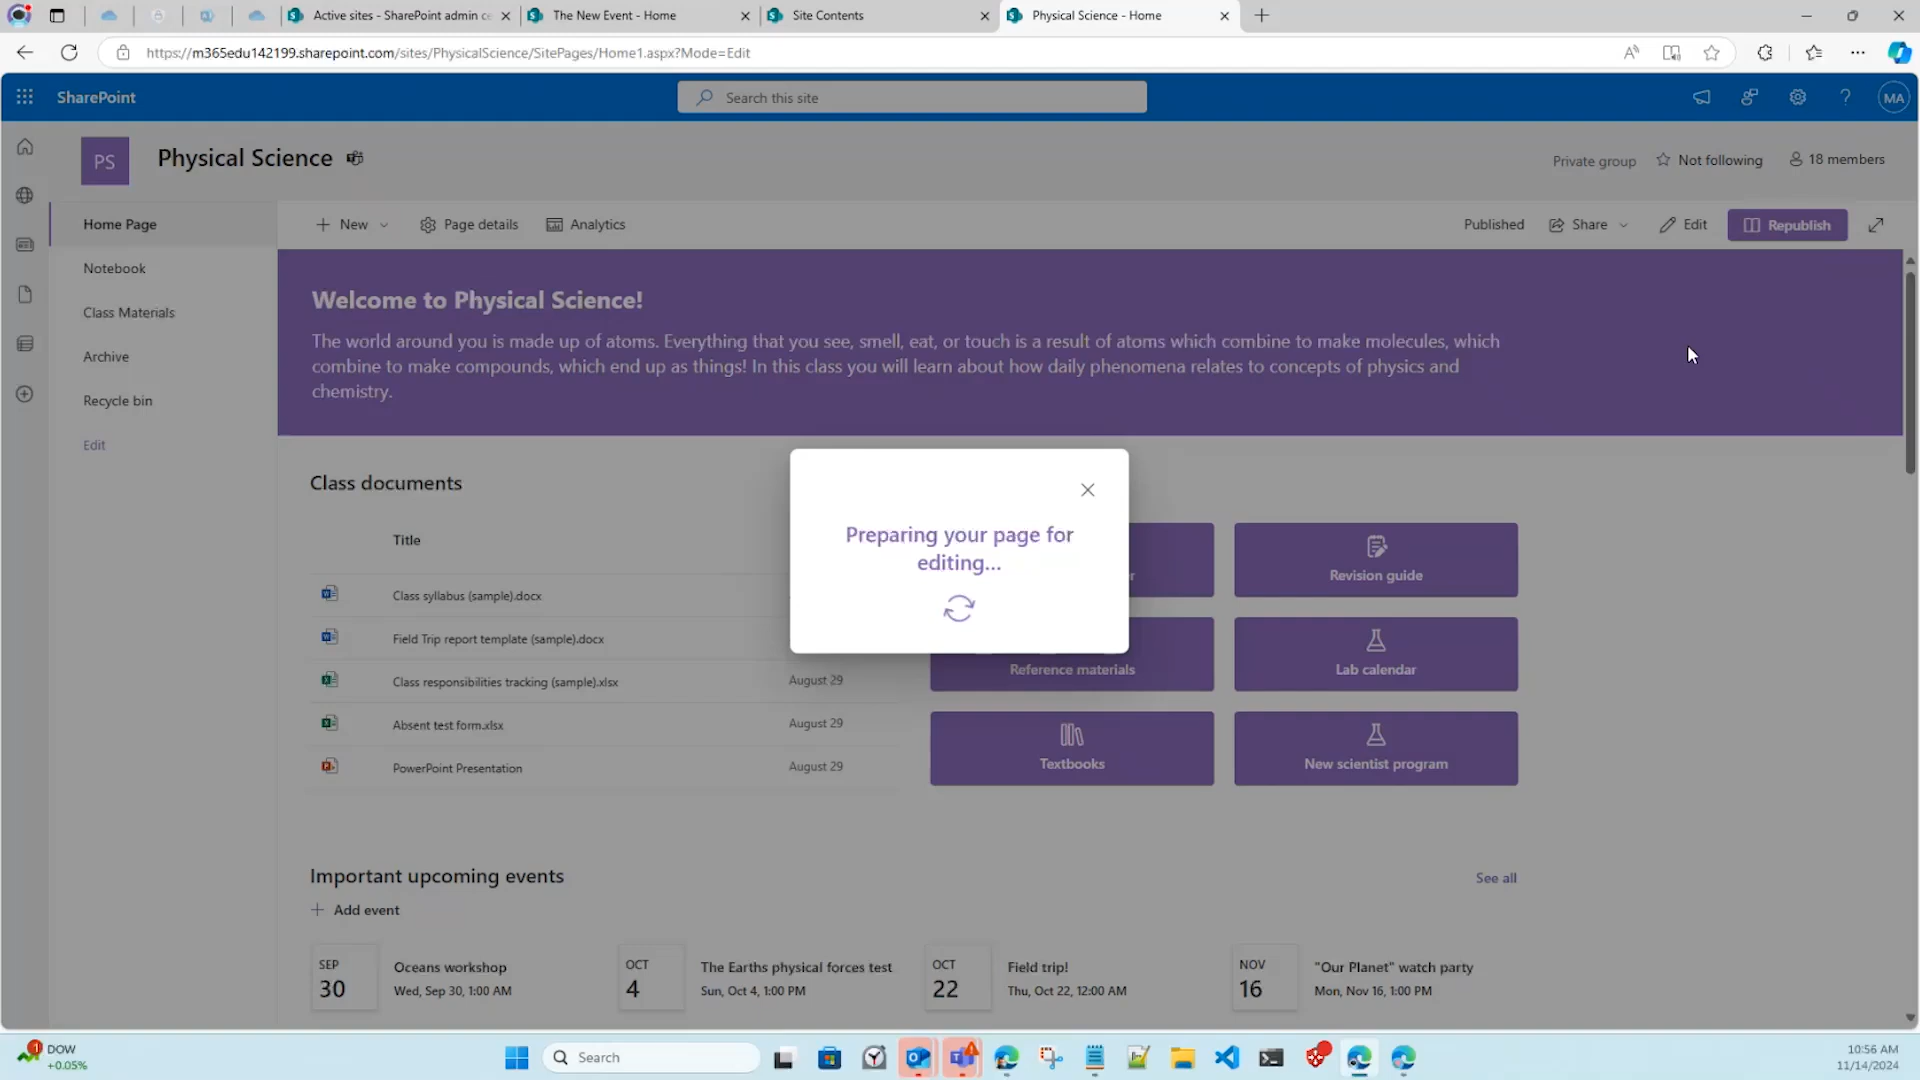 Active sites - SharePoint admin ce
The New Event - Home
Site Contents
Physical Science - Home
https://m365edu142199.sharepoint.com/sites/PhysicalScience/SitePages/Home1.aspx?Mode=Edit
SharePoint
Search this site
MA
PS
Physical Science
Private group
Not following
18 members
Home Page
Notebook
Class Materials
Archive
Recycle bin
Edit
New
Page details
Analytics
Published
Share
Edit
Republish
Welcome to Physical Science!
The world around you is made up of atoms. Everything that you see, smell, eat, or touch is a result of atoms which combine to make molecules, which
combine to make compounds, which end up as things! In this class you will learn about how daily phenomena relates to concepts of physics and
chemistry.
Class documents
Title
Class syllabus (sample).docx
Field Trip report template (sample).docx
Class responsibilities tracking (sample).xlsx
August 29
Absent test form.xlsx
August 29
PowerPoint Presentation
August 29
Preparing your page for
editing...
Revision guide
Reference materials
Lab calendar
Textbooks
New scientist program
Important upcoming events
See all
Add event
SEP
30
Oceans workshop
Wed, Sep 30, 1:00 AM
OCT
4
The Earths physical forces test
Sun, Oct 4, 1:00 PM
OCT
22
Field trip!
Thu, Oct 22, 12:00 AM
NOV
16
"Our Planet" watch party
Mon, Nov 16, 1:00 PM
1
DOW
+0.05%
Search
10:56 AM
11/14/2024